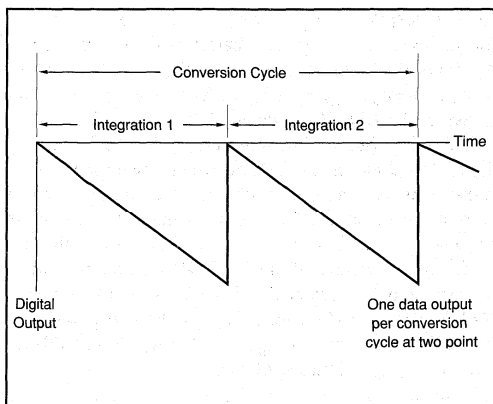 Conversion Cycle
Integration 1
Integration 2
Time
Digital
Output
One data output
per conversion
cycle at two point